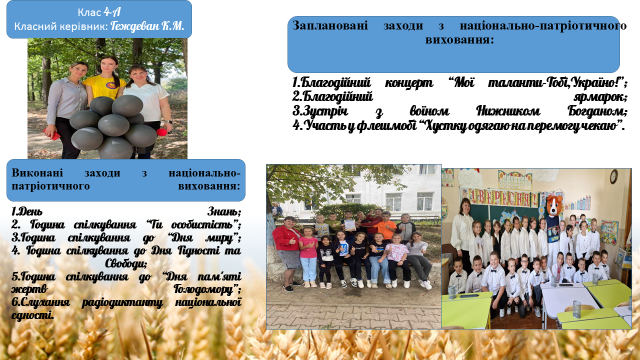 Клас 4-А
Класний керівник: Теждеван К.М.
Заплановані заходи з національно-патріотичного
виховання:
1.Благодійний концерт “Мої таланти-Тобі,Україно!”;
2.Благодійний ярмарок;
3.Зустріч з воїном Нижником Богданом;
4.Участь у флешмобі “Хустку одягаю на перемогу чекаю”.
Виконані заходи з національно-
патріотичного виховання:
1.День Знань;
2. Година спілкування “Ти особистість”;
3.Година спілкування до “Дня миру”;
4. Година спілкування до Дня Гідності та
Свободи;
5.Година спілкування до “Дня пам'яті
жертв Голодомору”;
6.Слухання радіодиктанту національної
єдності.